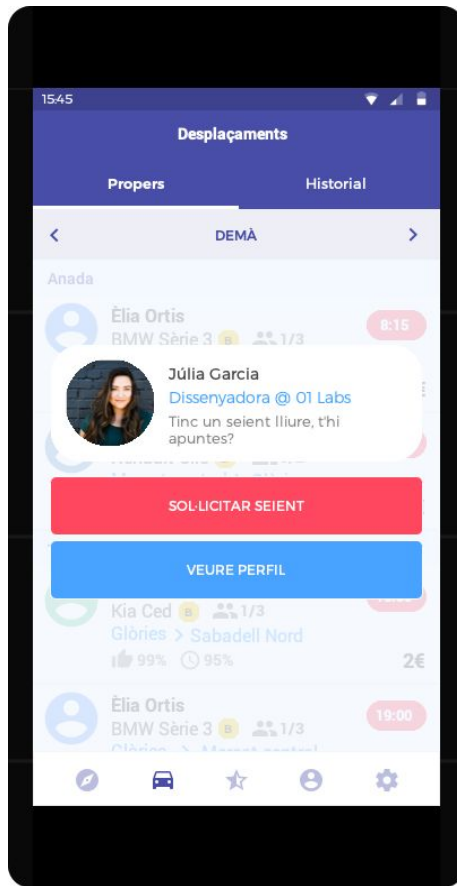 15:45
Desplaçaments
Propers
Historial
DEMÀ
Anada
Èlia Ortis
BMW Sèrie 3 B 1/3
8:15
Júlia Garcia
Dissenyadora @ 01 Labs
Tinc un seient lliure, t'hi
apuntes?
SOL·LICITAR SEIENT
VEURE PERFIL
Kia Ced B 1/3
Glòries > Sabadell Nord
99% 95%
2€
Èlia Ortis
BMW Sèrie 3 B 1/3
19:00